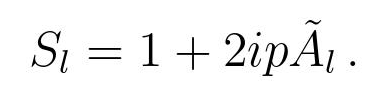 $S_l = 1 + 2ip\tilde{A}_l\,.$